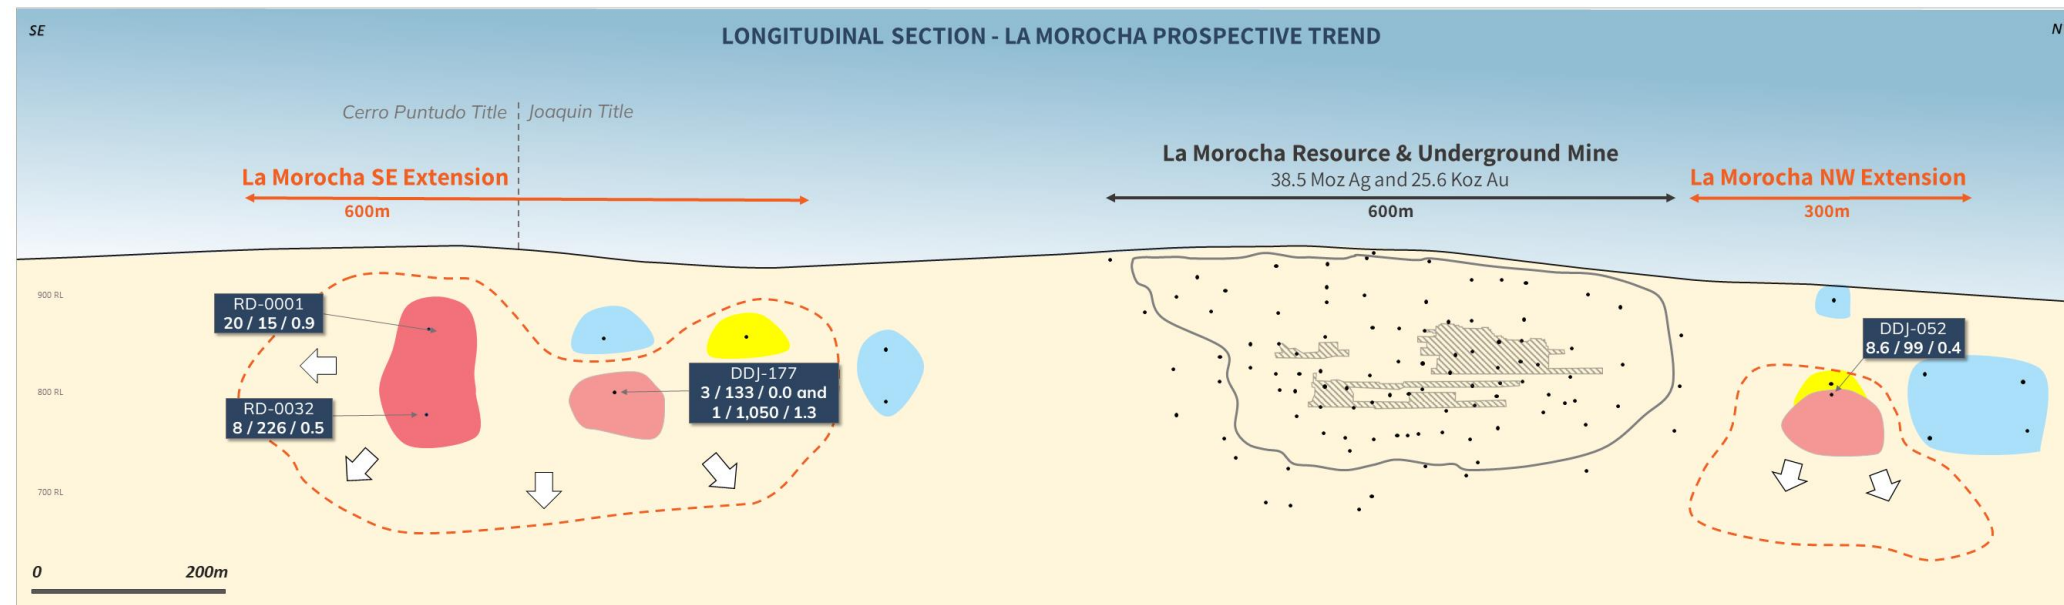 SE
LONGITUDINAL SECTION - LA MOROCHA PROSPECTIVE TREND
N
Cerro Puntudo Title
Joaquin Title
La Morocha SE Extension
600m
La Morocha Resource & Underground Mine
38.5 Moz Ag and 25.6 Koz Au
600m
La Morocha NW Extension
300m
900 RL
RD-0001
20 / 15 / 0.9
DDJ-052
8.6 / 99 / 0.4
800 RL
DDJ-177
3 / 133 / 0.0 and
1 / 1,050 / 1.3
RD-0032
8 / 226 / 0.5
700 RL
0
200m